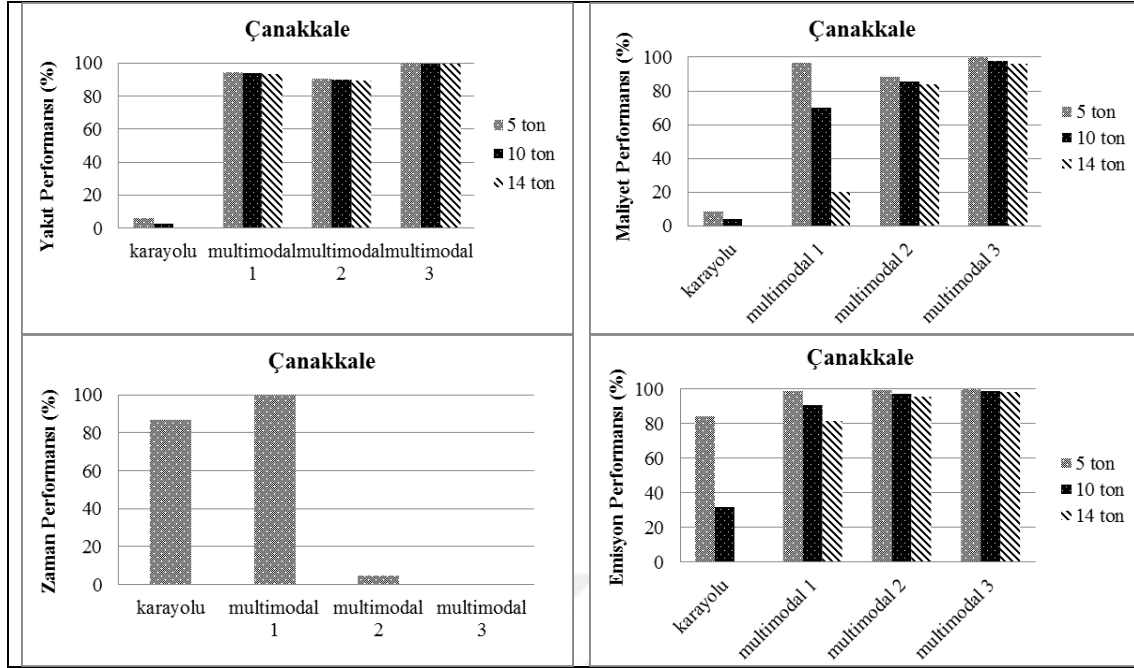 Çanakkale
Yakıt Performansı (%)
100
80
60
40
20
0
karayolu
multimodal 1
multimodal 2
multimodal 3
5 ton
10 ton
14 ton
Çanakkale
Maliyet Performansı (%)
100
80
60
40
20
0
karayolu
multimodal 1
multimodal 2
multimodal 3
5 ton
10 ton
14 ton
Çanakkale
Zaman Performansı (%)
100
80
60
40
20
0
karayolu
multimodal 1
multimodal 2
multimodal 3
Çanakkale
Emisyon Performansı (%)
100
80
60
40
20
0
karayolu
multimodal 1
multimodal 2
multimodal 3
5 ton
10 ton
14 ton